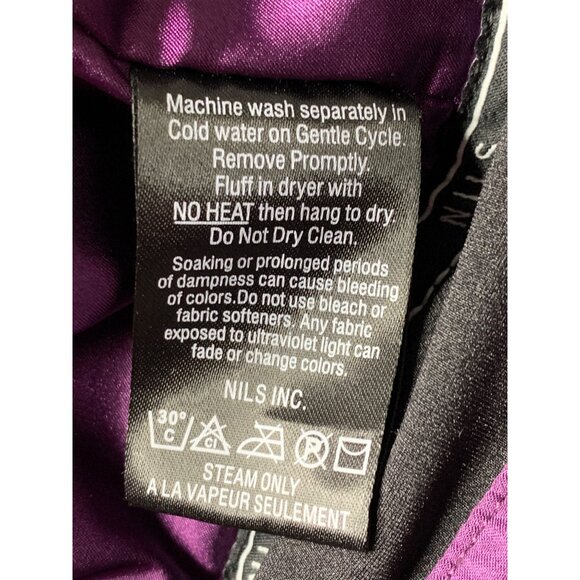 Machine wash separately in
Cold water on Gentle Cycle.
Remove Promptly.
Fluff in dryer with
NO HEAT then hang to dry.
Do Not Dry Clean.
Soaking or prolonged periods
of dampness can cause bleeding
of colors.Do not use bleach or
fabric softeners. Any fabric
exposed to ultraviolet light can
fade or change colors.
NILS INC.
30°
C CL P
STEAM ONLY
A LA VAPEUR SEULEMENT
NILS